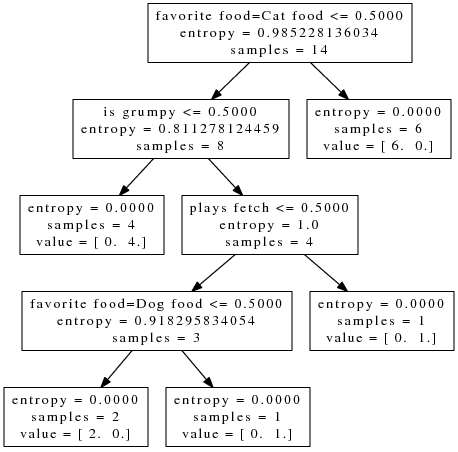 favorite food=Cat food <= 0.5000
entropy = 0.985228136034
samples = 14
is grumpy <= 0.5000
entropy = 0.811278124459
samples = 8
entropy = 0.0000
samples = 6
value = [ 6. 0.]
entropy = 0.0000
samples = 4
value = [ 0. 4.]
plays fetch <= 0.5000
entropy = 1.0
samples = 4
favorite food=Dog food <= 0.5000
entropy = 0.918295834054
samples = 3
entropy = 0.0000
samples = 1
value = [ 0. 1.]
entropy = 0.0000
samples = 2
value = [ 2. 0.]
entropy = 0.0000
samples = 1
value = [ 0. 1.]